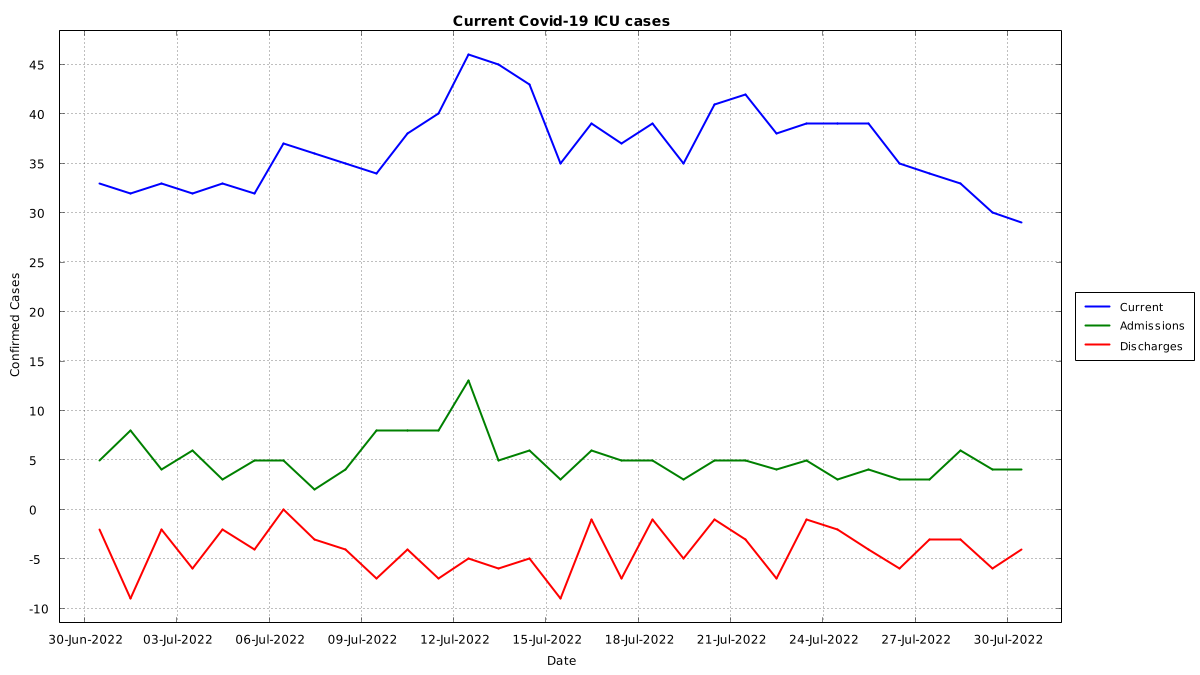 Current Covid-19 ICU cases
45
40
35
30
25
20
15
10
5
0
-5
-10
Confirmed Cases
30-Jun-2022 03-Jul-2022 06-Jul-2022 09-Jul-2022 12-Jul-2022 15-Jul-2022 18-Jul-2022 21-Jul-2022 24-Jul-2022 27-Jul-2022 30-Jul-2022
Date
Current
Admissions
Discharges